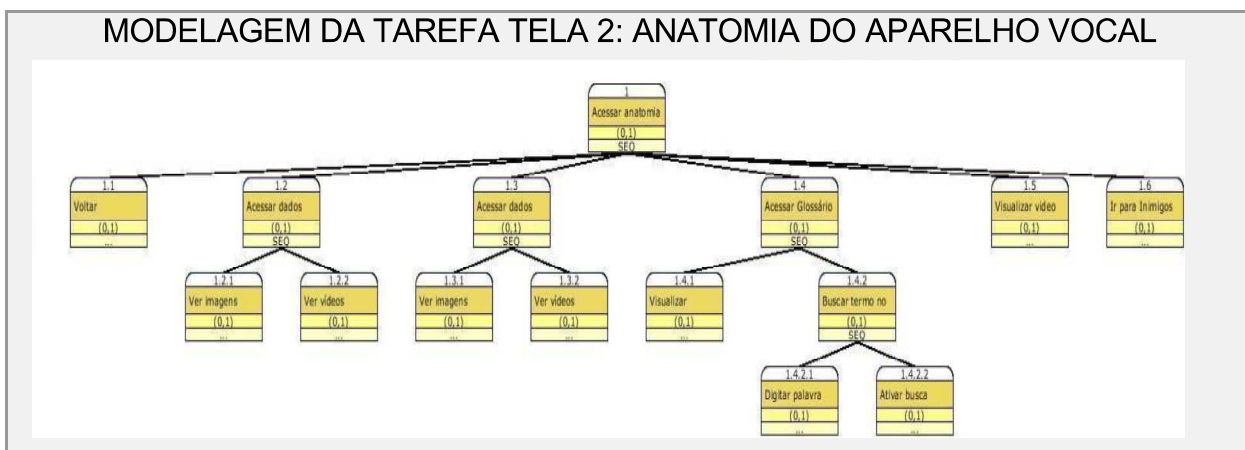 MODELAGEM DA TAREFA TELA 2: ANATOMIA DO APARELHO VOCAL
1
Acessar anatomia
(0,1)
SEQ
1.1
Voltar
(0,1)
...
1.2
Acessar dados
(0,1)
SEQ
1.3
Acessar dados
(0,1)
SEQ
1.4
Acessar Glossário
(0,1)
SEQ
1.5
Visualizar video
(0,1)
...
1.6
Ir para Inimigos
(0,1)
...
1.2.1
Ver imagens
(0,1)
...
1.2.2
Ver vídeos
(0,1)
...
1.3.1
Ver imagens
(0,1)
...
1.3.2
Ver vídeos
(0,1)
...
1.4.1
Visualizar
(0,1)
...
1.4.2
Buscar termo no
(0,1)
SEQ
1.4.2.1
Digitar palavra
(0,1)
...
1.4.2.2
Ativar busca
(0,1)
...